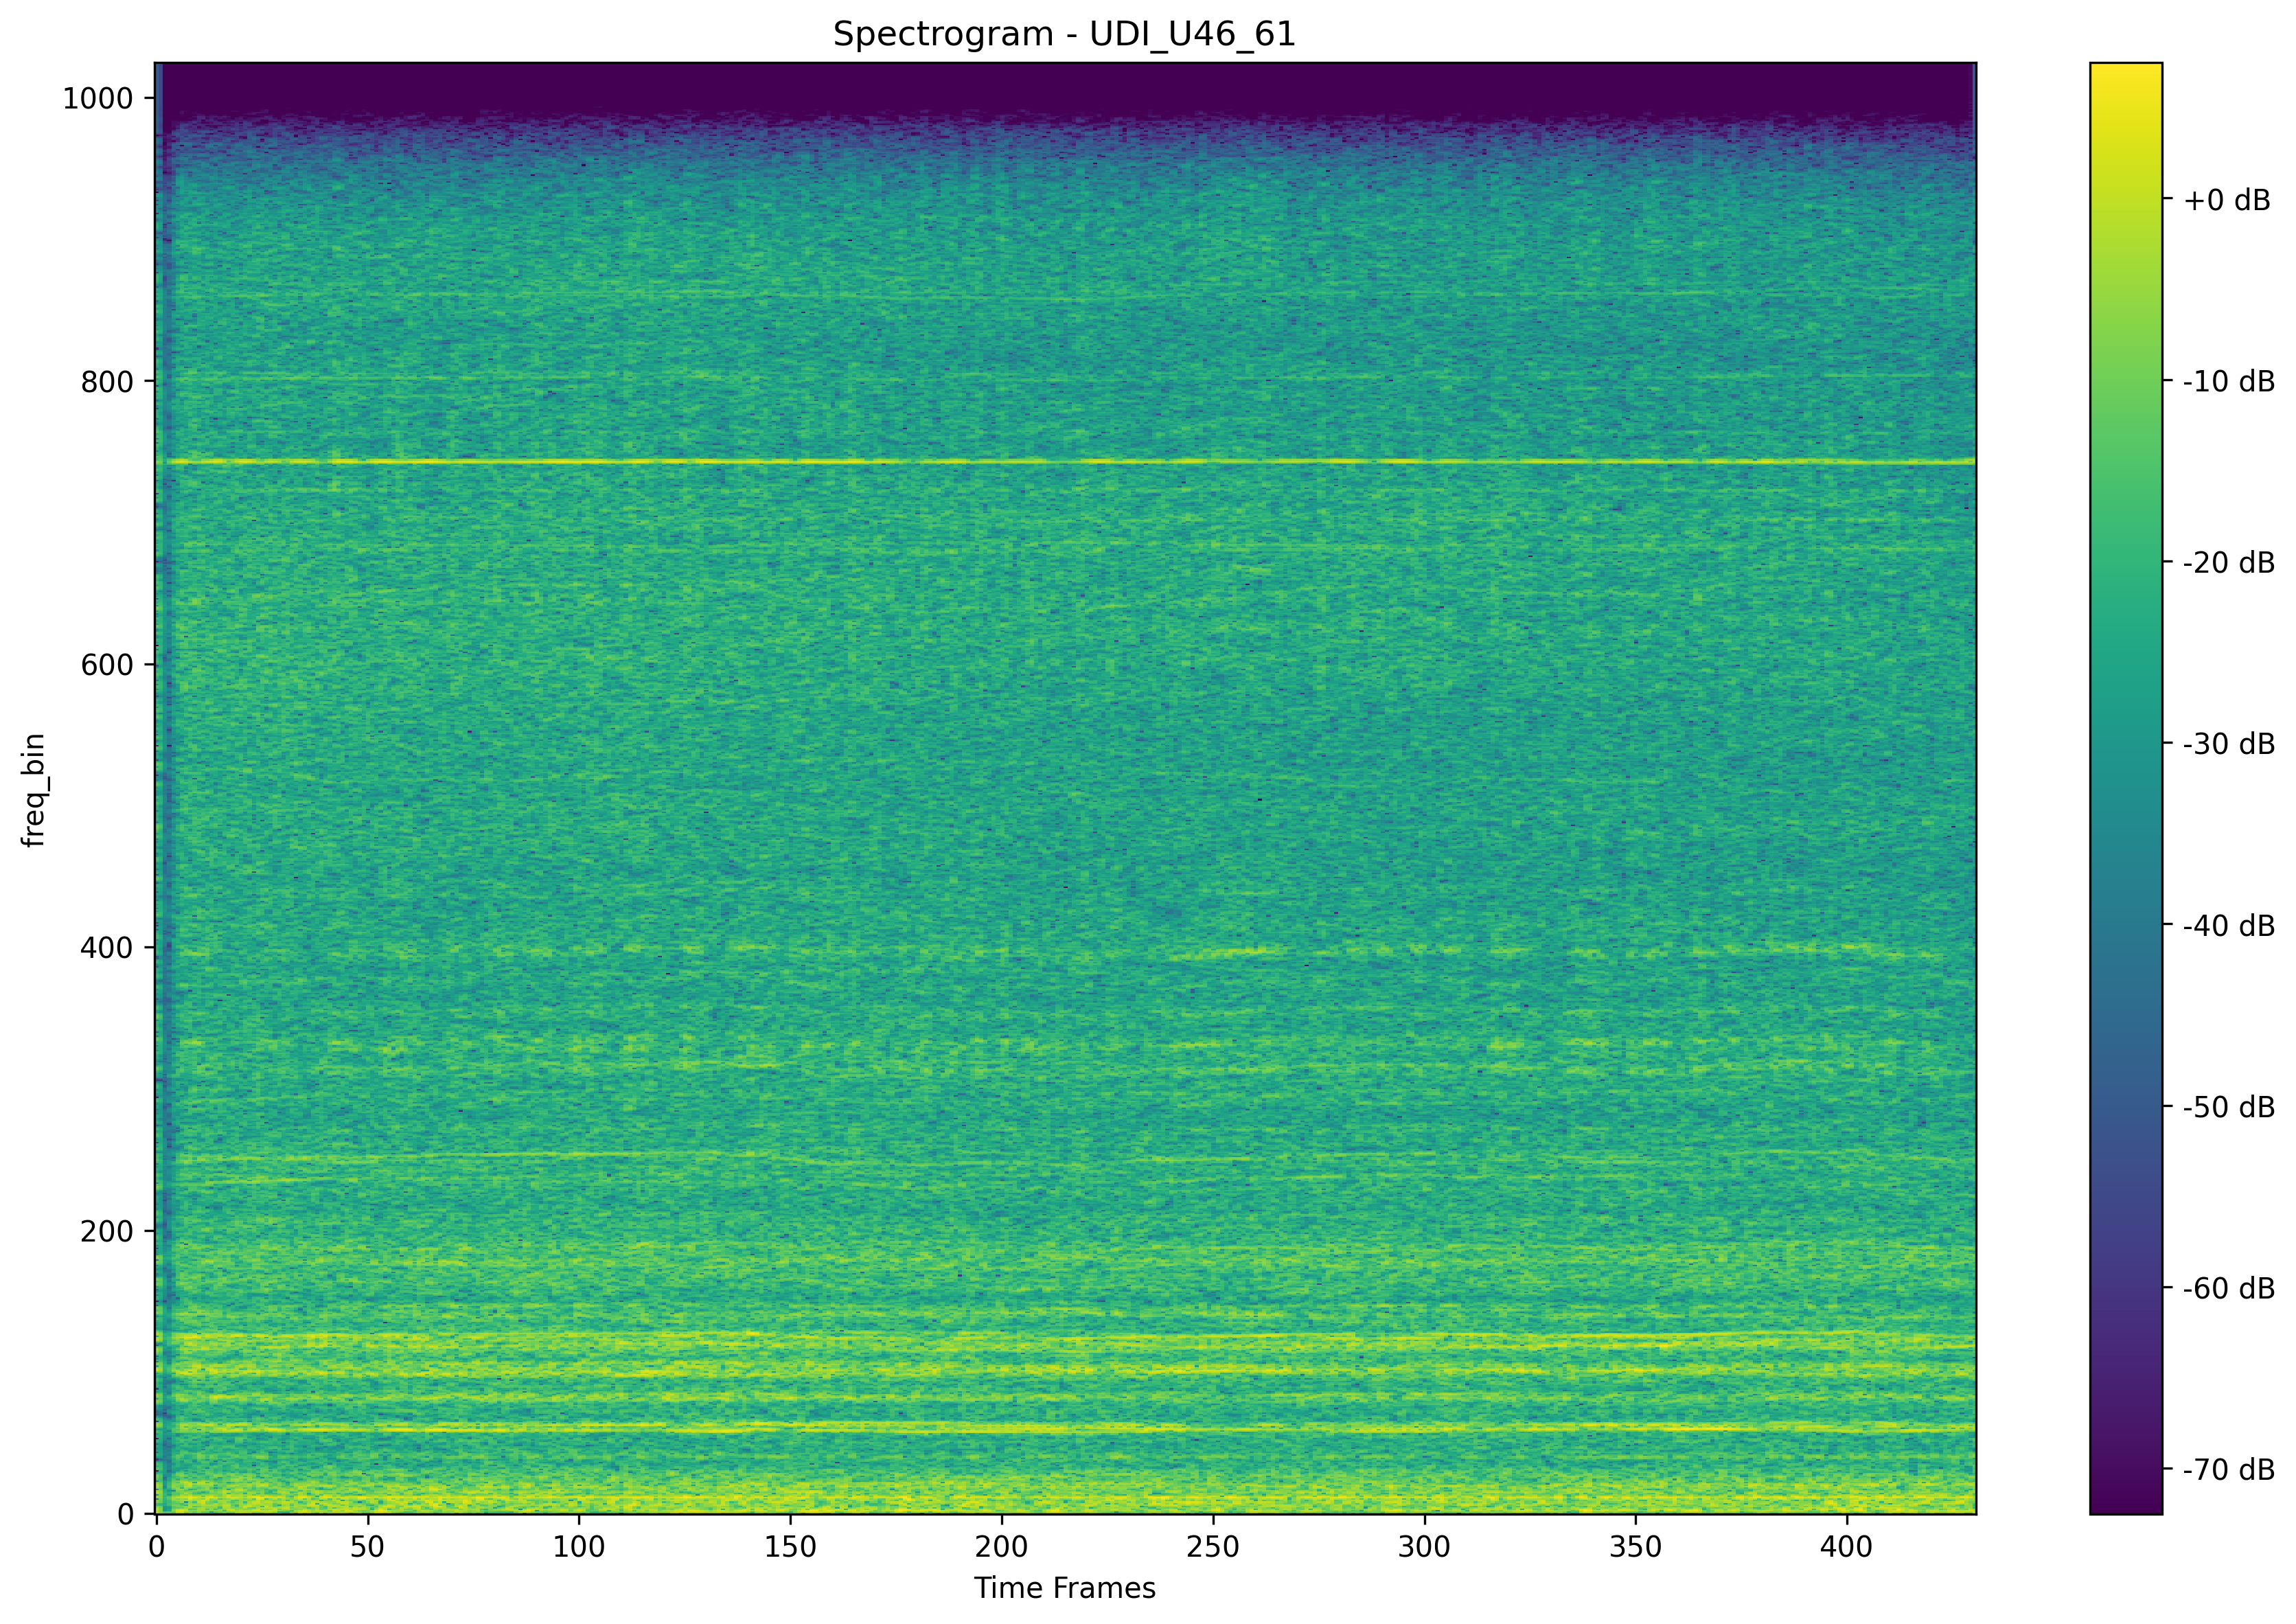 Spectrogram - UDI_U46_61
1000
800
600
400
200
0
freq_bin
0 50 100 150 200 250 300 350 400
Time Frames
+0 dB
-10 dB
-20 dB
-30 dB
-40 dB
-50 dB
-60 dB
-70 dB